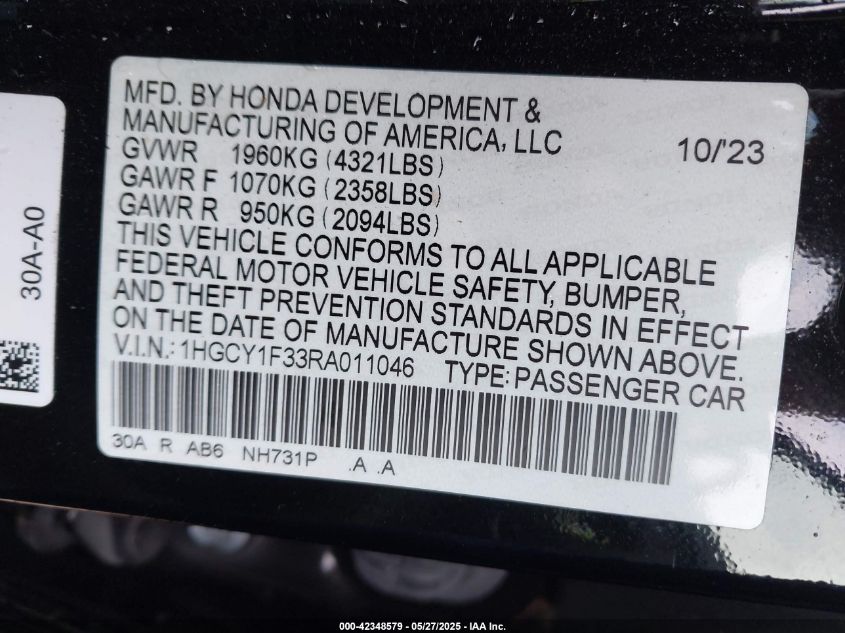 MFD. BY HONDA DEVELOPMENT &
MANUFACTURING OF AMERICA, LLC 10/'23
GVWR 1960KG (4321LBS)
GAWR F 1070KG (2358LBS)
GAWR R 950KG (2094LBS)
THIS VEHICLE CONFORMS TO ALL APPLICABLE
FEDERAL MOTOR VEHICLE SAFETY, BUMPER,
AND THEFT PREVENTION STANDARDS IN EFFECT
ON THE DATE OF MANUFACTURE SHOWN ABOVE.
V.I.N.: 1HGCY1F33RA011046 TYPE: PASSENGER CAR
30A R AB6 NH731P .A .A
30A-A0
000-42348579 — 05/27/2025 — IAA Inc.